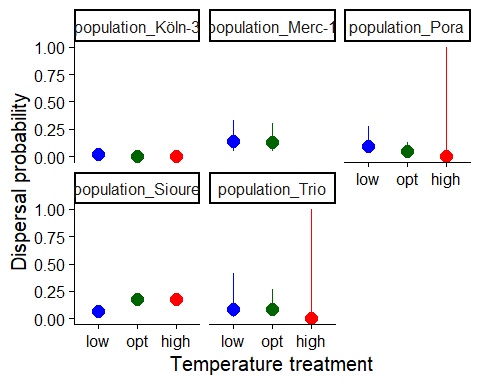 population_Köln-3
population_Merc-1
population_Pora
1.00
0.75
0.50
0.25
0.00
low opt high
population_Sioure
population_Trio
1.00
0.75
0.50
0.25
0.00
low opt high
low opt high
Temperature treatment
Dispersal probability